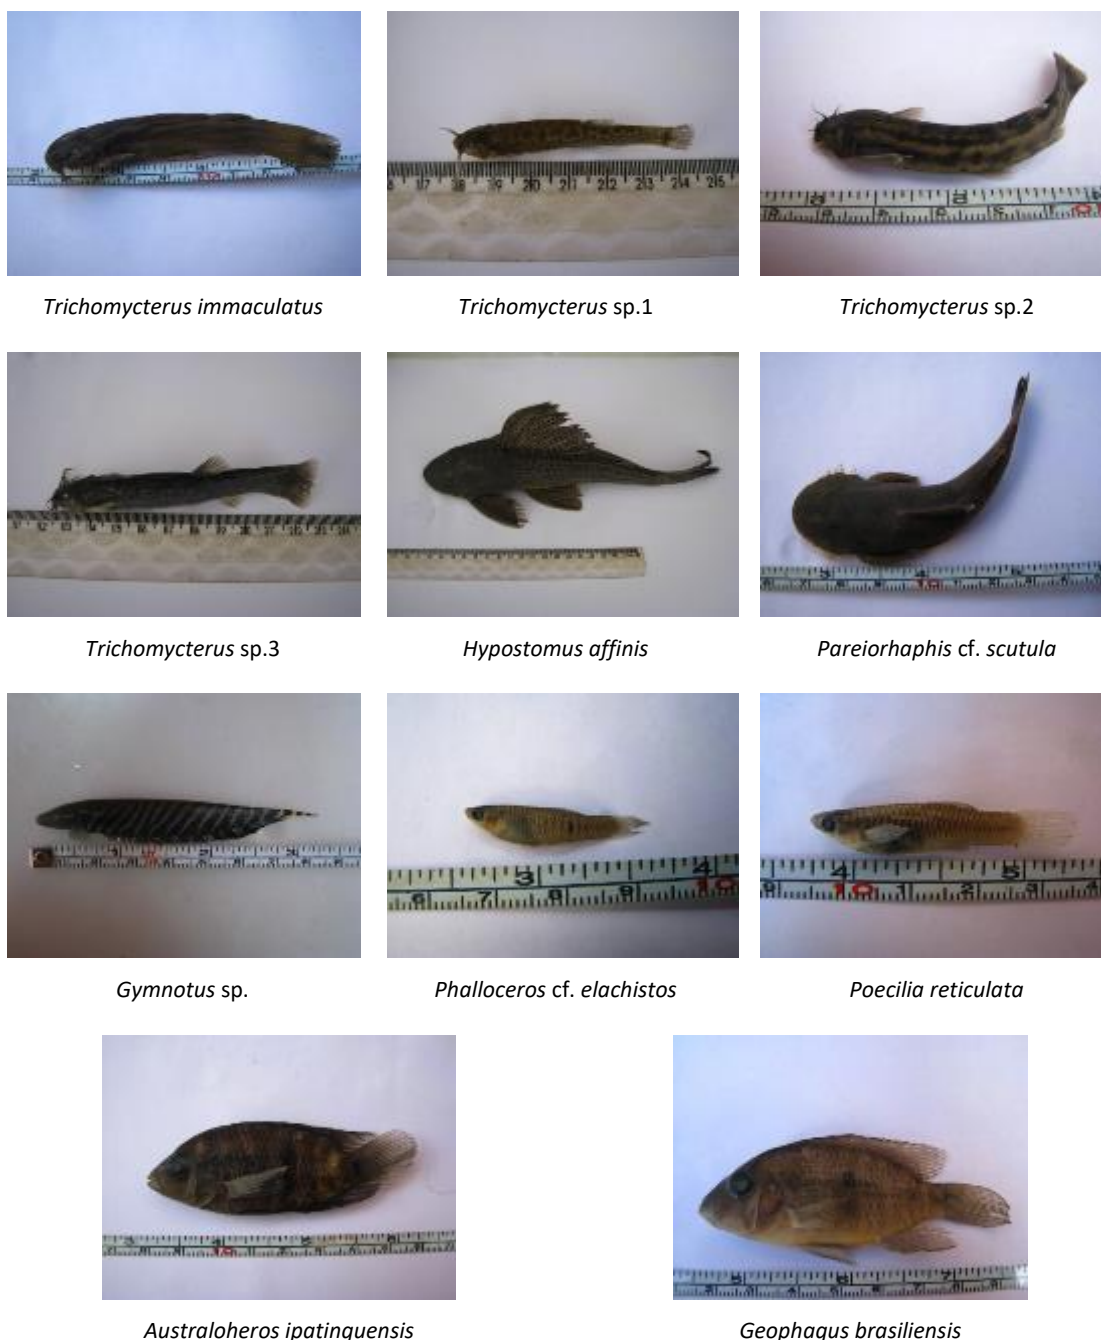 Trichomycterus immaculatus
Trichomycterus sp.1
Trichomycterus sp.2
Trichomycterus sp.3
Hypostomus affinis
Pareiorhaphis cf. scutula
Gymnotus sp.
Phalloceros cf. elachistos
Poecilia reticulata
Australoheros ipatinguensis
Geophagus brasiliensis